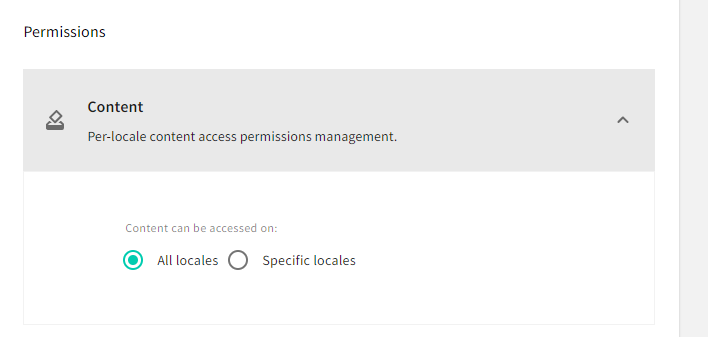 Permissions
Content
Per-locale content access permissions management.
Content can be accessed on:
All locales Specific locales